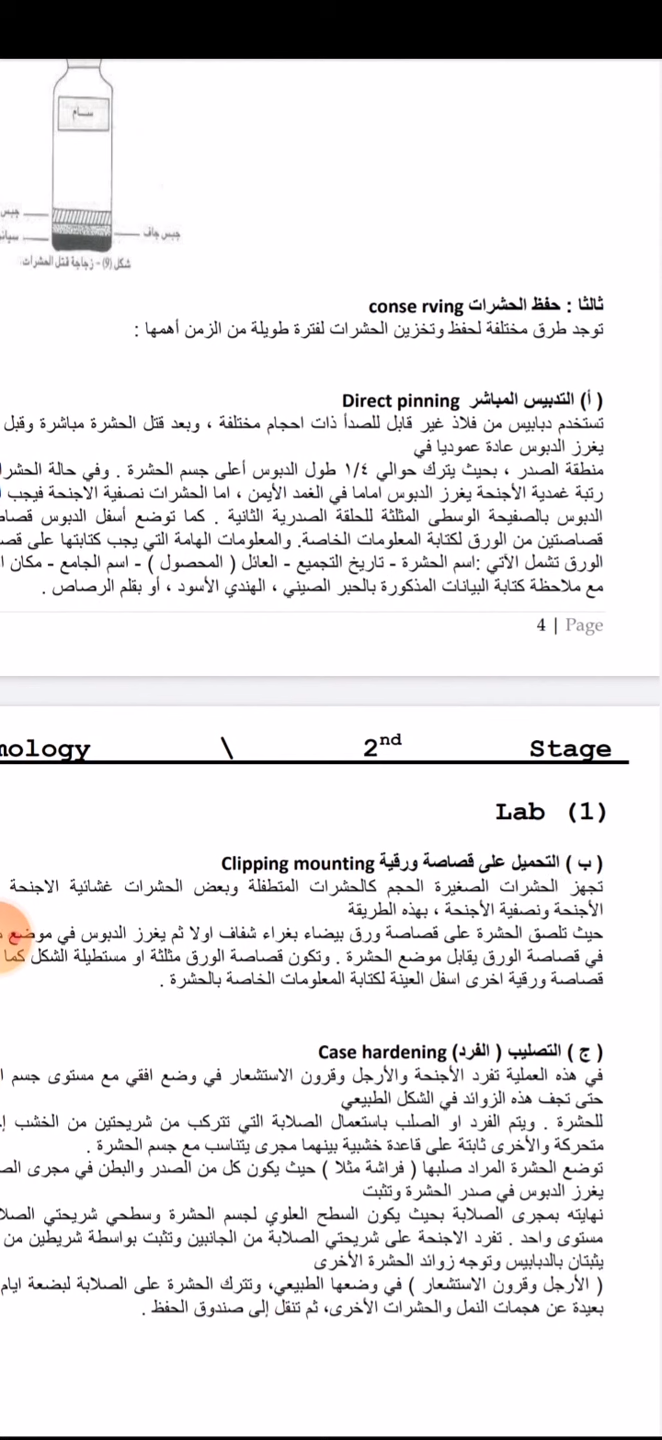 سام
جبس
جبس جاف
شكل (٩) - زجاجة قتل الحشرات
ثالثا : حفظ الحشرات conse rving
توجد طرق مختلفة لحفظ وتخزين الحشرات لفترة طويلة من الزمن أهمها :
(أ) التدبيس المباشر Direct pinning
تستخدم دبابيس من فلاذ غير قابل للصدأ ذات احجام مختلفة ، وبعد قتل الحشرة مباشرة وقبل
يغرز الدبوس عادة عموديا في
منطقة الصدر ، بحيث يترك حوالي ١/٤ طول الدبوس أعلى جسم الحشرة . وفي حالة
رتبة غمدية الأجنحة يغرز الدبوس اماما في الغمد الأيمن ، اما الحشرات نصفية الأجنحة فيجب
الدبوس بالصفيحة الوسطى المثلثة للحلقة الصدرية الثانية . كما توضع أسفل الدبوس
قصاصتين من الورق لكتابة المعلومات الخاصة. والمعلومات الهامة التي يجب كتابتها على
الورق تشمل الآتي :اسم الحشرة - تاريخ التجميع - العائل ( المحصول ) - اسم الجامع - مكان
مع ملاحظة كتابة البيانات المذكورة بالحبر الصيني ، الهندي الأسود ، أو بقلم الرصاص .
4 | Page
mology \ 2nd Stage
Lab (1)
( ب ) التحميل على قصاصة ورقية Clipping mounting
تجهز الحشرات الصغيرة الحجم كالحشرات المتطفلة وبعض الحشرات غشائية الاجنحة
الأجنحة ونصفية الأجنحة ، بهذه الطريقة
حيث تلصق الحشرة على قصاصة ورق بيضاء بغراء شفاف اولا ثم يغرز الدبوس في موضع
في قصاصة الورق يقابل موضع الحشرة . وتكون قصاصة الورق مثلثة او مستطيلة الشكل كما
قصاصة ورقية اخرى اسفل العينة لكتابة المعلومات الخاصة بالحشرة .
( ج ) التصليب ( الفرد) Case hardening
في هذه العملية تفرد الأجنحة والأرجل وقرون الاستشعار في وضع افقي مع مستوى جسم
حتى تجف هذه الزوائد في الشكل الطبيعي
للحشرة . ويتم الفرد او الصلب باستعمال الصلابة التي تتركب من شريحتين من الخشب
متحركة والأخرى ثابتة على قاعدة خشبية بينهما مجرى يتناسب مع جسم الحشرة .
توضع الحشرة المراد صلبها ( فراشة مثلا ) حيث يكون كل من الصدر والبطن في مجرى
يغرز الدبوس في صدر الحشرة وتثبت
نهايته بمجرى الصلابة بحيث يكون السطح العلوي لجسم الحشرة وسطحي شريحتي
مستوى واحد . تفرد الاجنحة على شريحتي الصلابة من الجانبين وتثبت بواسطة شريطين من
يثبتان بالدبابيس وتوجه زوائد الحشرة الأخرى
( الأرجل وقرون الاستشعار ) في وضعها الطبيعي، وتترك الحشرة على الصلابة لبضعة ايام
بعيدة عن هجمات النمل والحشرات الأخرى، ثم تنقل إلى صندوق الحفظ .